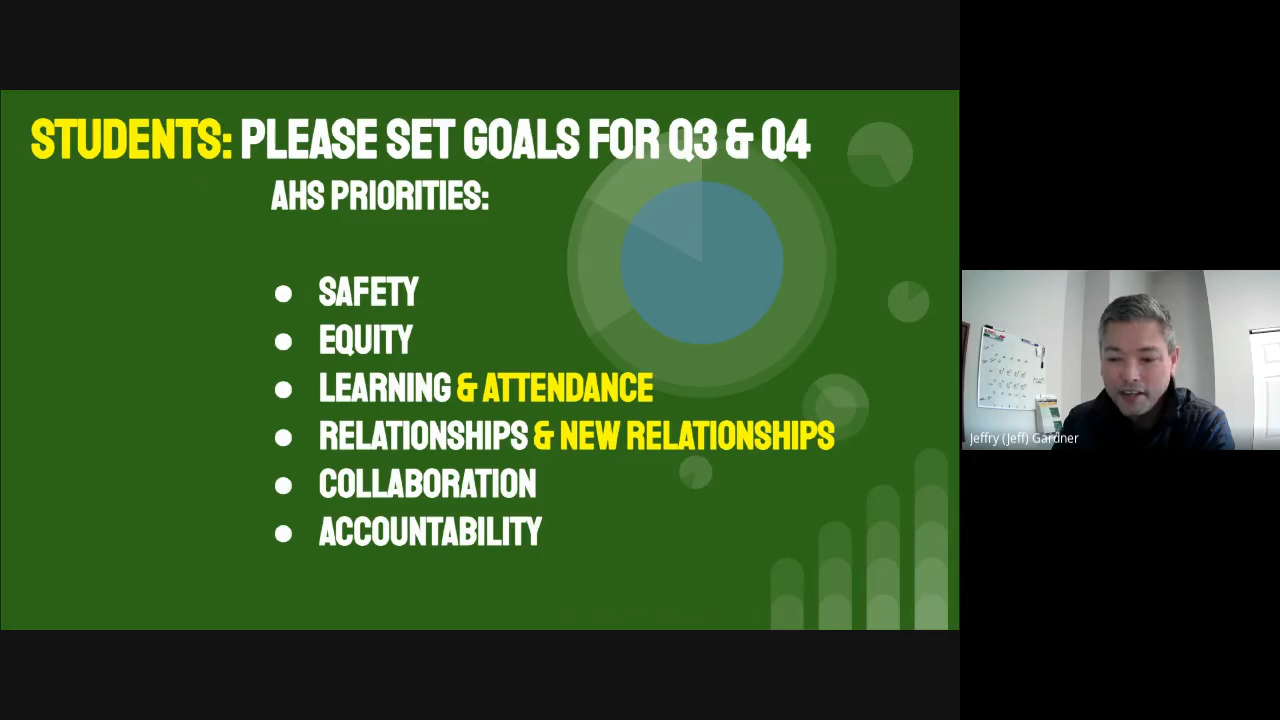 STUDENTS: PLEASE SET GOALS FOR Q3 & Q4
AHS PRIORITIES:
● SAFETY
● EQUITY
● LEARNING & ATTENDANCE
● RELATIONSHIPS & NEW RELATIONSHIPS
● COLLABORATION
● ACCOUNTABILITY
Jeffry (Jeff) Gardner